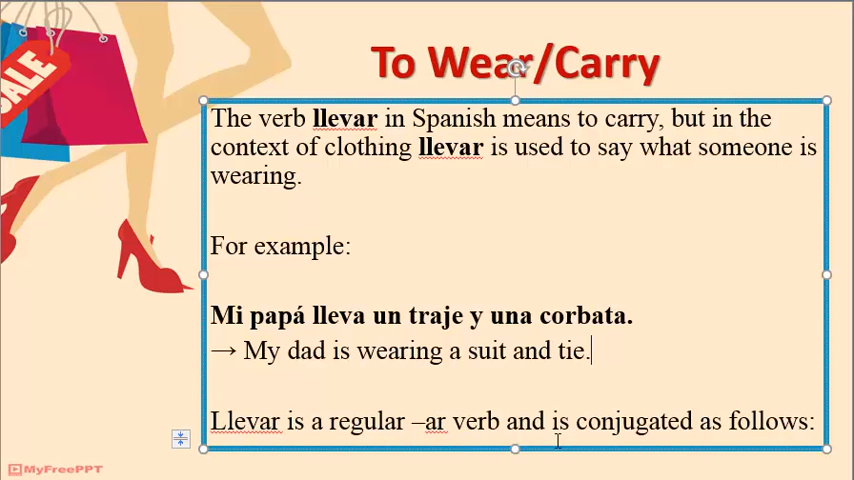 SALE
To Wear/Carry
The verb llevar in Spanish means to carry, but in the
context of clothing llevar is used to say what someone is
wearing.
For example:
Mi papá lleva un traje y una corbata.
→ My dad is wearing a suit and tie.
Llevar is a regular –ar verb and is conjugated as follows:
MyFreePPT